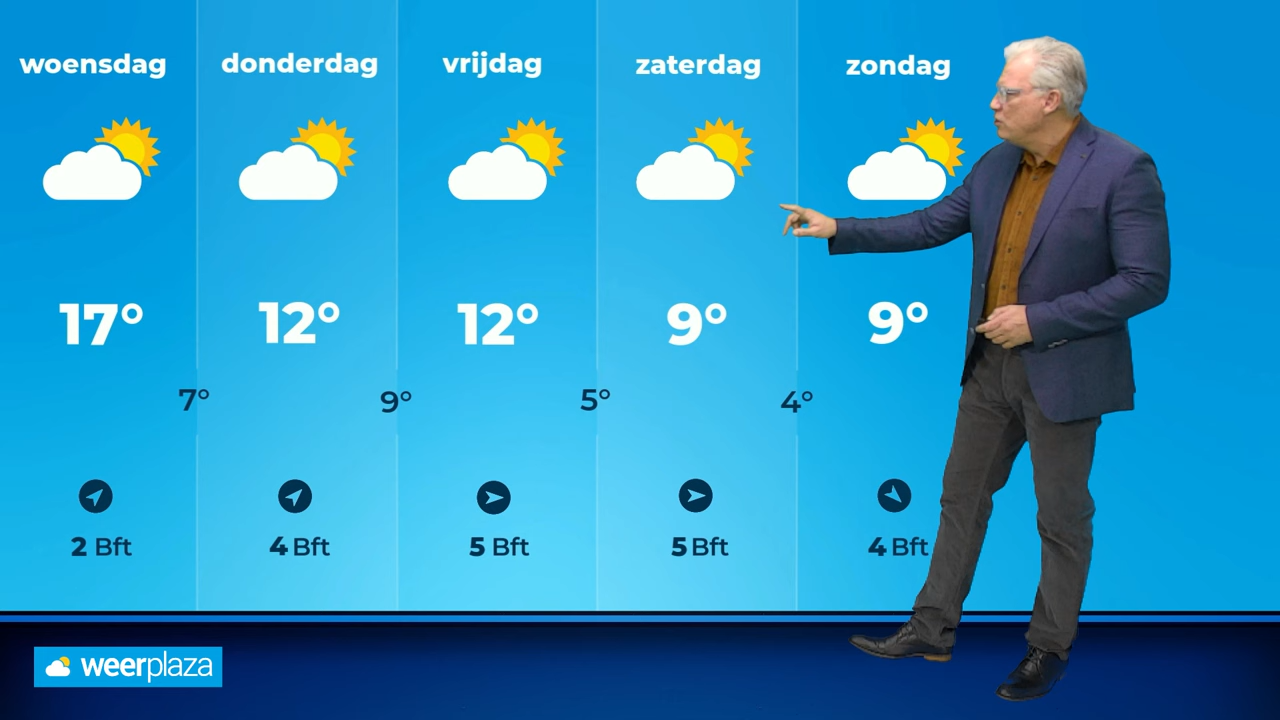 woensdag donderdag vrijdag zaterdag zondag
17° 12° 12° 9° 9°
7° 9° 5° 4°
2 Bft 4 Bft 5 Bft 5 Bft 4 Bft
weerplaza